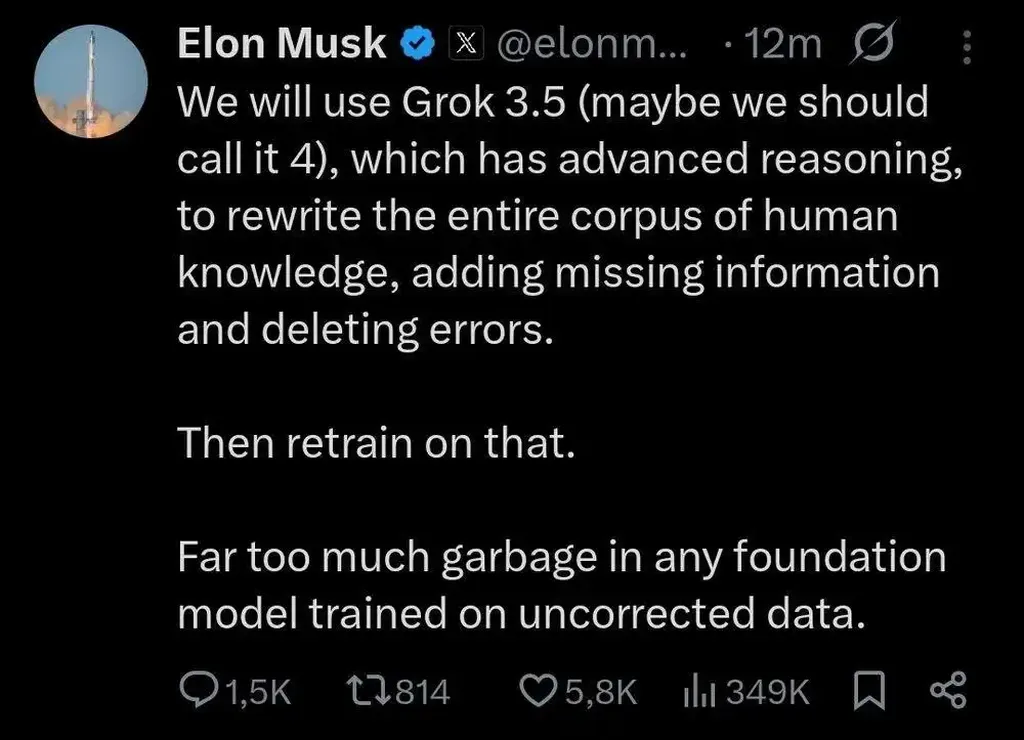 Elon Musk X @elonm... · 12m
We will use Grok 3.5 (maybe we should
call it 4), which has advanced reasoning,
to rewrite the entire corpus of human
knowledge, adding missing information
and deleting errors.
Then retrain on that.
Far too much garbage in any foundation
model trained on uncorrected data.
1,5K 814 5,8K 349K